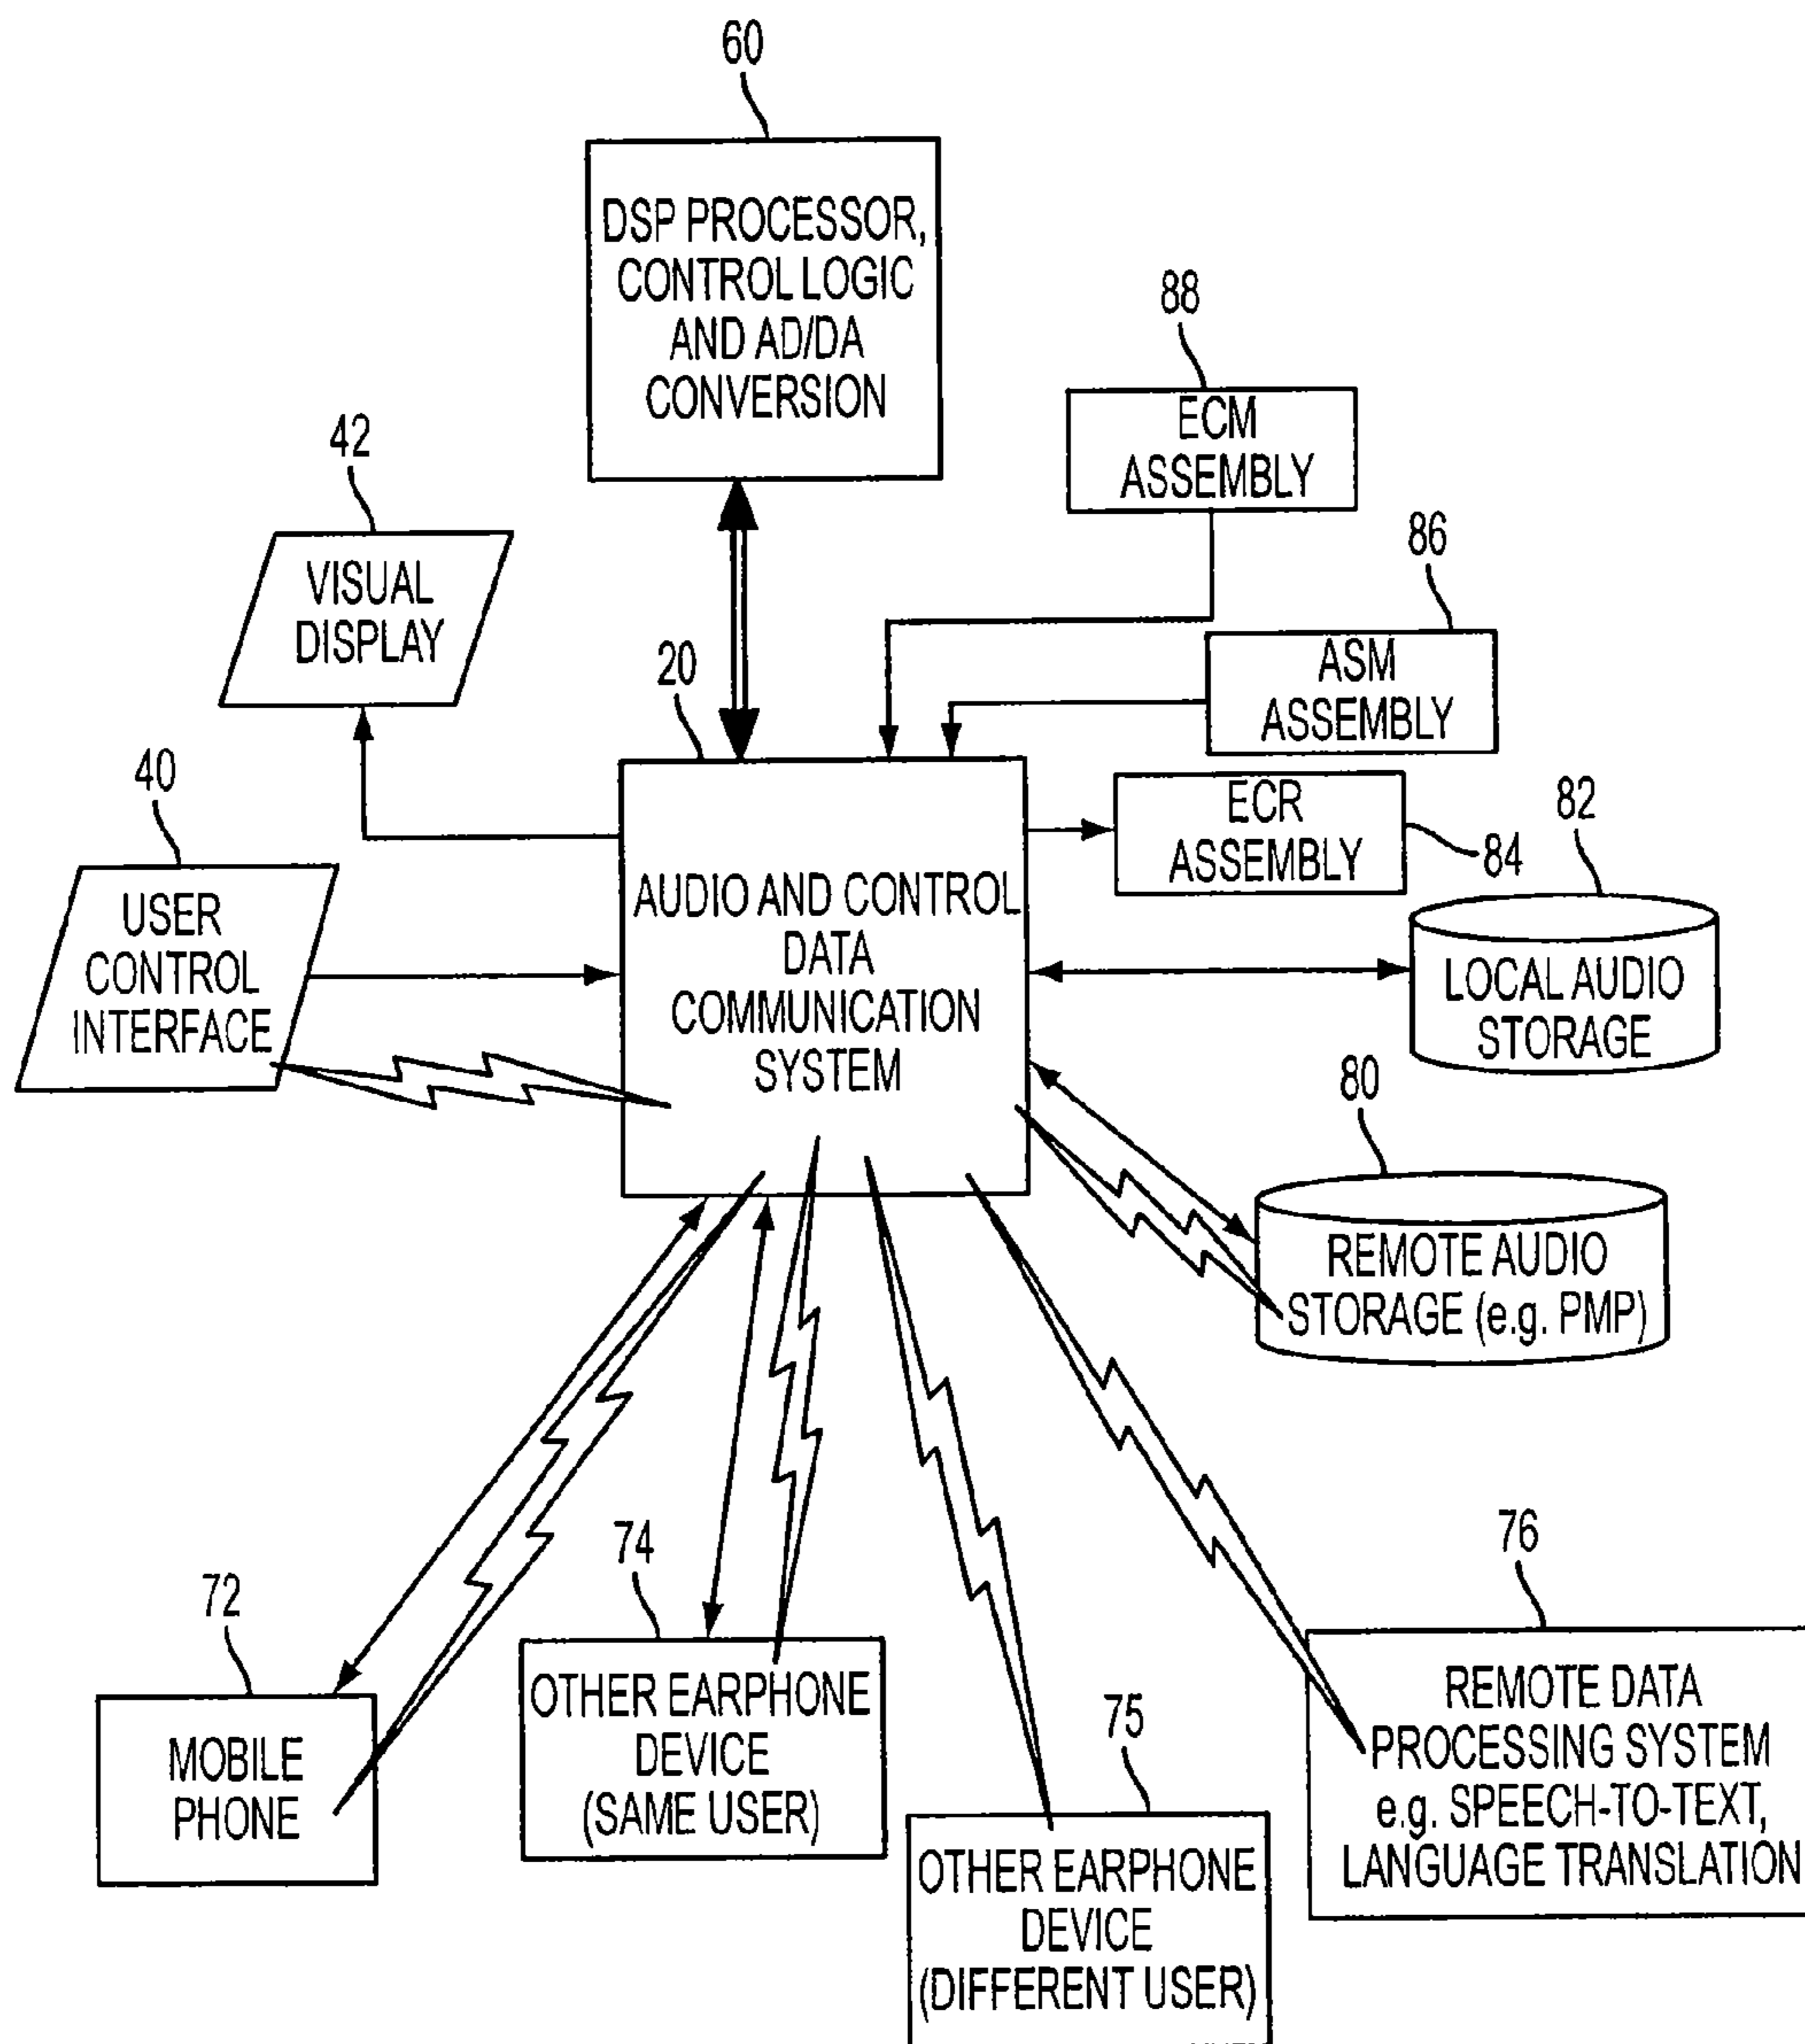 60
DSP PROCESSOR,
CONTROL LOGIC
AND AD/DA
CONVERSION
88
ECM
ASSEMBLY
42
VISUAL
DISPLAY
86
ASM
ASSEMBLY
20
AUDIO AND CONTROL
DATA
COMMUNICATION
SYSTEM
ECR
ASSEMBLY
84
40
USER
CONTROL
INTERFACE
82
LOCAL AUDIO
STORAGE
80
REMOTE AUDIO
STORAGE (e.g. PMP)
72
MOBILE
PHONE
74
OTHER EARPHONE
DEVICE
(SAME USER)
75
OTHER EARPHONE
DEVICE
(DIFFERENT USER)
76
REMOTE DATA
PROCESSING SYSTEM
e.g. SPEECH-TO-TEXT,
LANGUAGE TRANSLATION